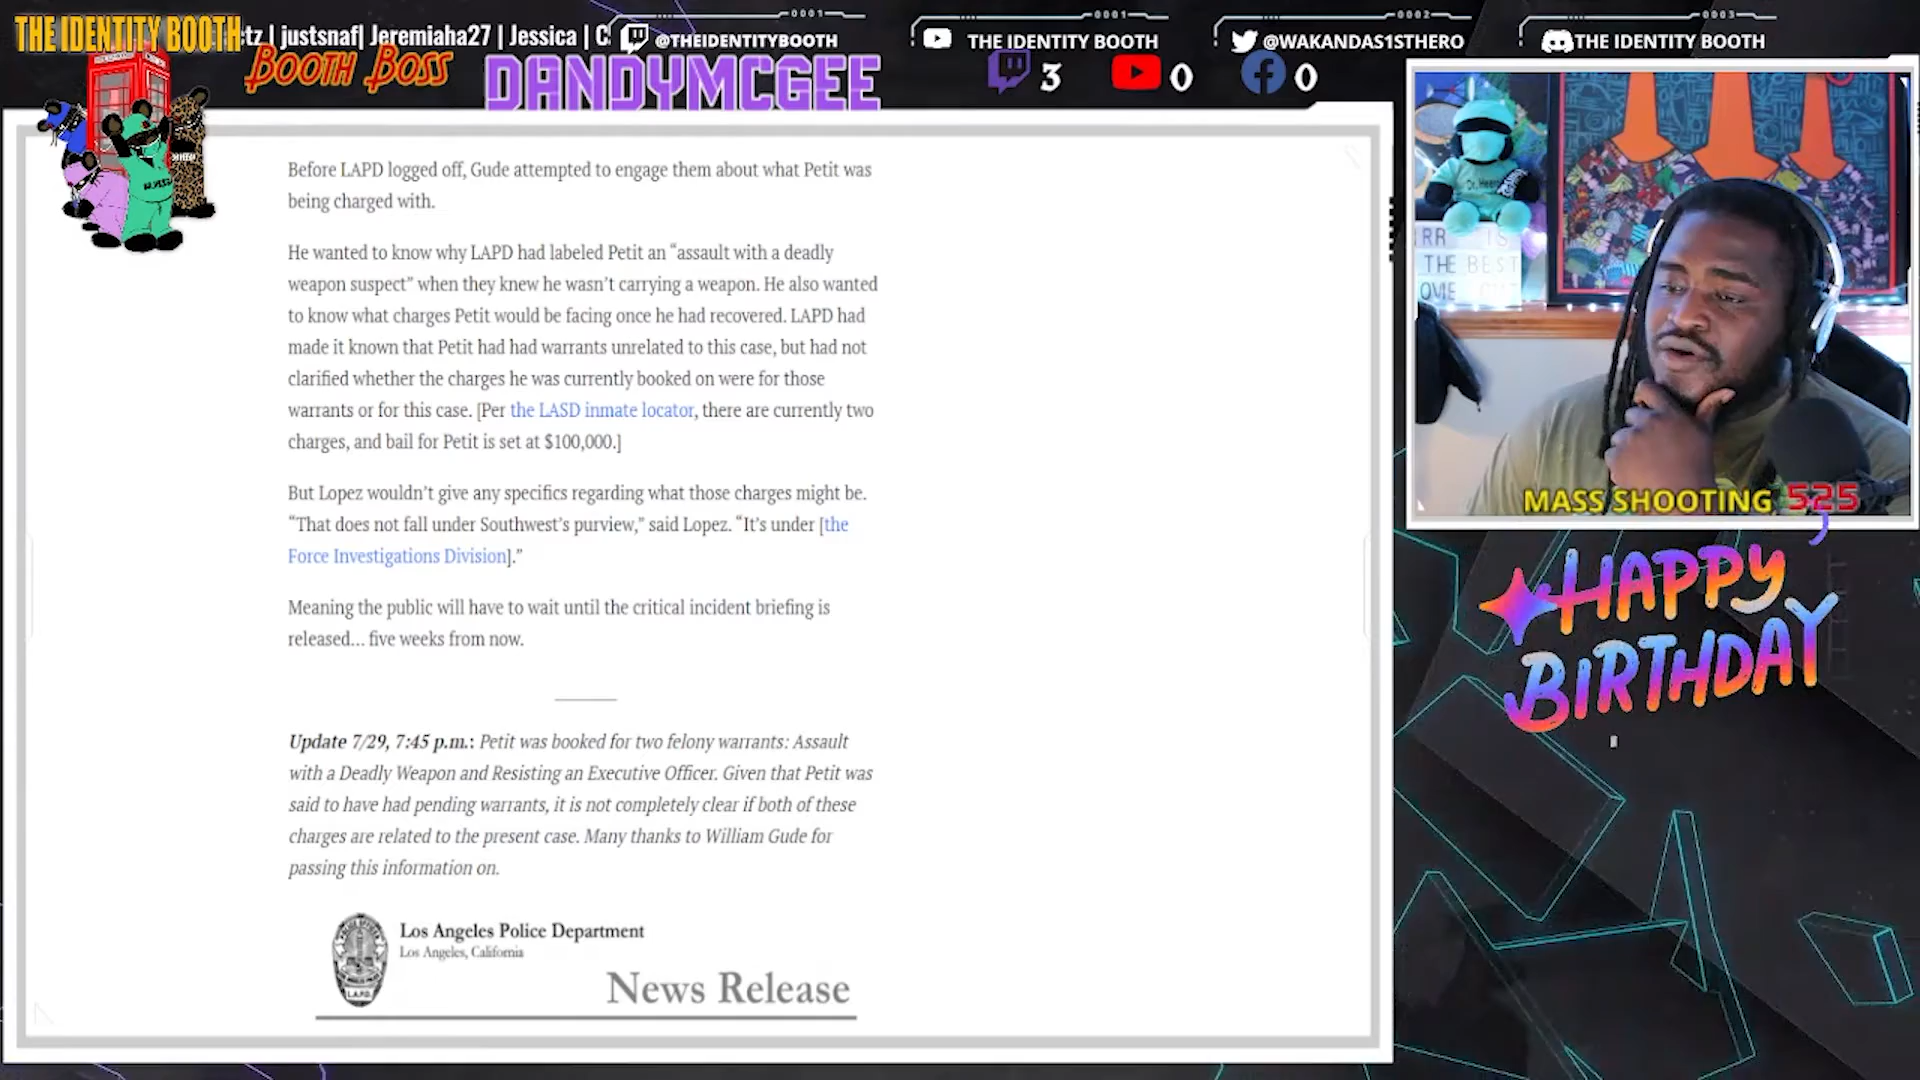 THE IDENTITY BOOTH
tz | justsnaf| Jeremiaha27 | Jessica | C
BOOTH BOSS
DANDYMCGEE
0001
@THEIDENTITYBOOTH
0001
THE IDENTITY BOOTH
0002
@WAKANDAS1STHERO
0003
THE IDENTITY BOOTH
3
0
0
Before LAPD logged off, Gude attempted to engage them about what Petit was
being charged with.
He wanted to know why LAPD had labeled Petit an “assault with a deadly
weapon suspect” when they knew he wasn’t carrying a weapon. He also wanted
to know what charges Petit would be facing once he had recovered. LAPD had
made it known that Petit had had warrants unrelated to this case, but had not
clarified whether the charges he was currently booked on were for those
warrants or for this case. [Per the LASD inmate locator, there are currently two
charges, and bail for Petit is set at $100,000.]
But Lopez wouldn’t give any specifics regarding what those charges might be.
“That does not fall under Southwest’s purview,” said Lopez. “It’s under [the
Force Investigations Division].”
Meaning the public will have to wait until the critical incident briefing is
released... five weeks from now.
Update 7/29, 7:45 p.m.: Petit was booked for two felony warrants: Assault
with a Deadly Weapon and Resisting an Executive Officer. Given that Petit was
said to have had pending warrants, it is not completely clear if both of these
charges are related to the present case. Many thanks to William Gude for
passing this information on.
Los Angeles Police Department
Los Angeles, California
News Release
L.A.P.D.
Dr. Heem
THE BEST
MASS SHOOTING 525
HAPPY
BIRTHDAY